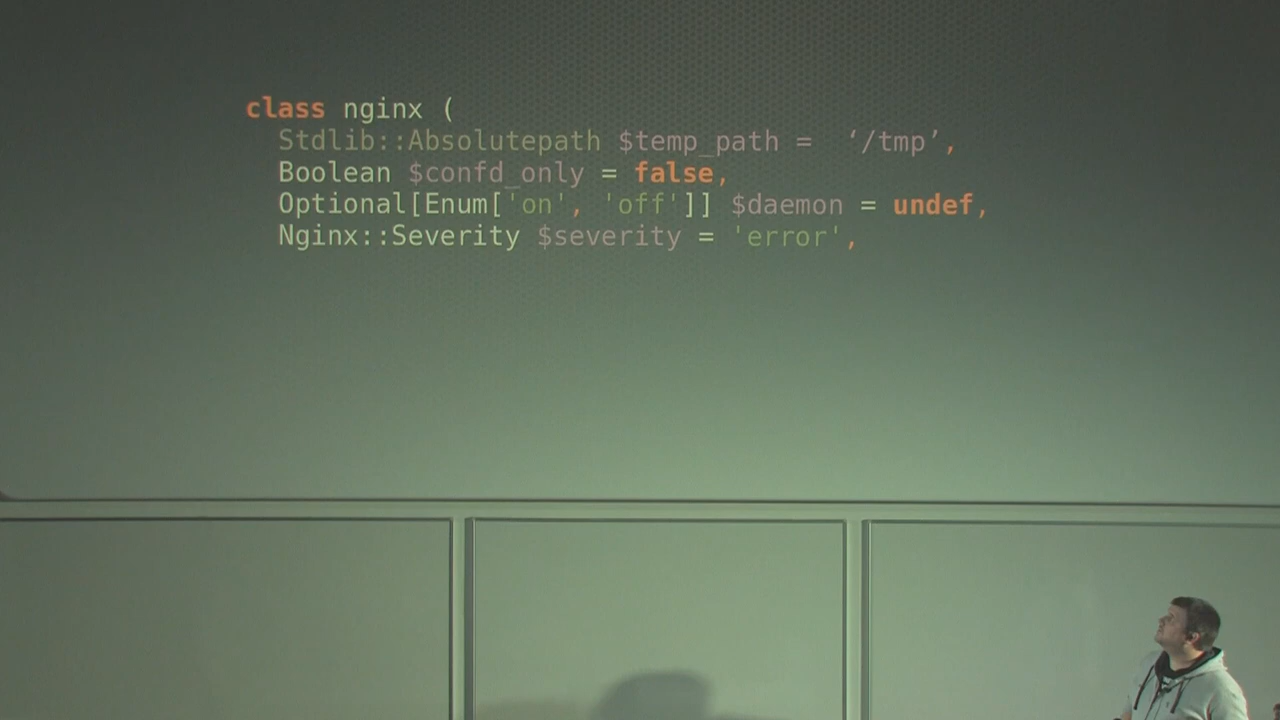 class nginx (
Stdlib::Absolutepath $temp_path = ‘/tmp’,
Boolean $confd_only = false,
Optional[Enum['on', 'off']] $daemon = undef,
Nginx::Severity $severity = 'error',